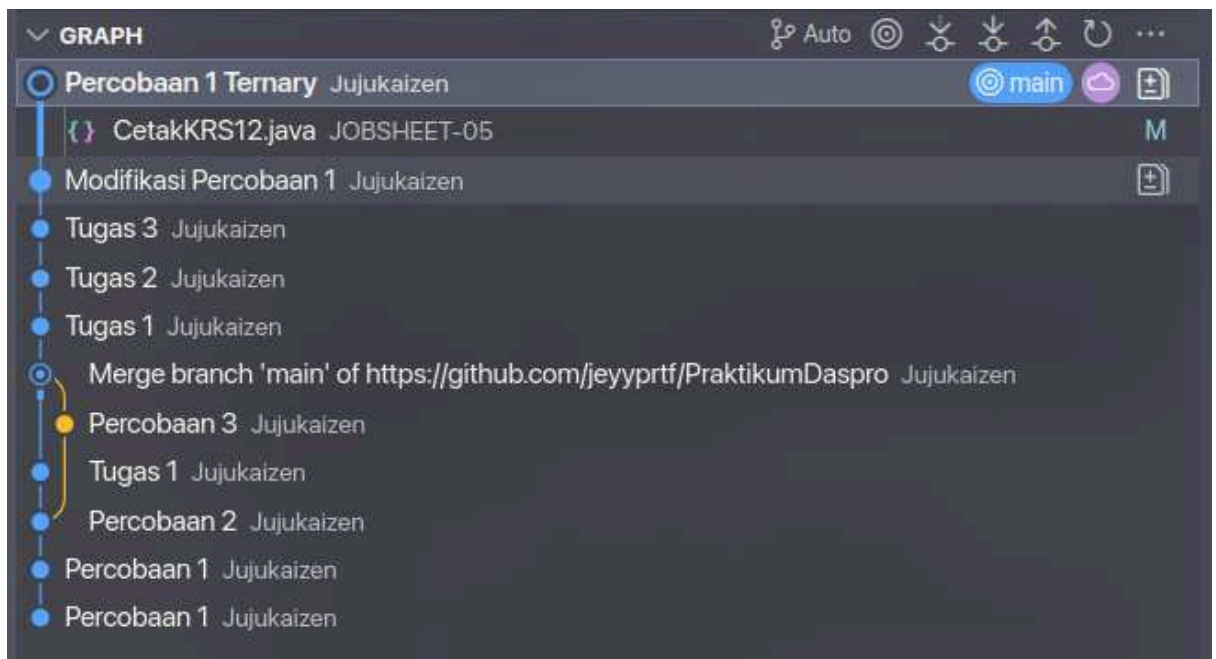 GRAPH Auto
Percobaan 1 Ternary Jujukaizen main
{} CetakKRS12.java JOBSHEET-05 M
Modifikasi Percobaan 1 Jujukaizen
Tugas 3 Jujukaizen
Tugas 2 Jujukaizen
Tugas 1 Jujukaizen
Merge branch 'main' of https://github.com/jeyyprtf/PraktikumDaspro Jujukaizen
Percobaan 3 Jujukaizen
Tugas 1 Jujukaizen
Percobaan 2 Jujukaizen
Percobaan 1 Jujukaizen
Percobaan 1 Jujukaizen